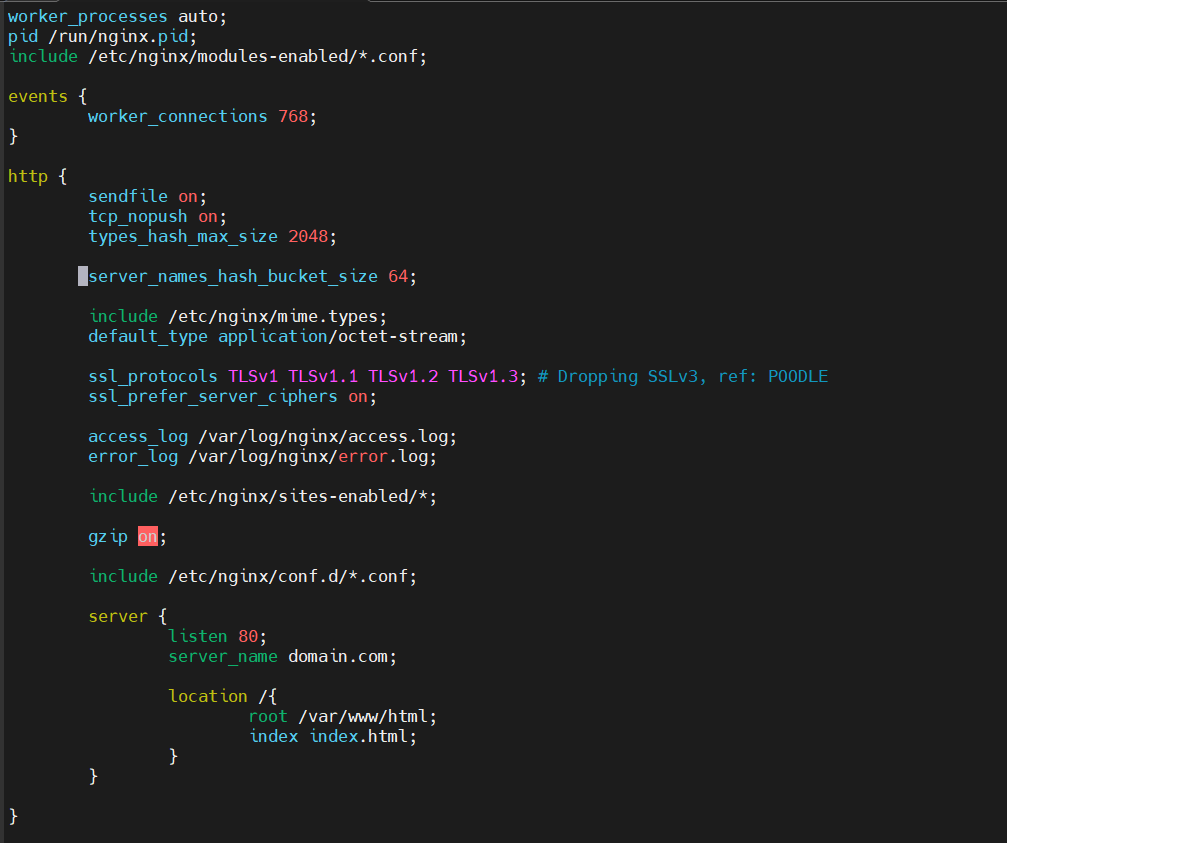 worker_processes auto;
pid /run/nginx.pid;
include /etc/nginx/modules-enabled/*.conf;
events {
worker_connections 768;
}
http {
sendfile on;
tcp_nopush on;
types_hash_max_size 2048;
server_names_hash_bucket_size 64;
include /etc/nginx/mime.types;
default_type application/octet-stream;
ssl_protocols TLSv1 TLSv1.1 TLSv1.2 TLSv1.3; # Dropping SSLv3, ref: POODLE
ssl_prefer_server_ciphers on;
access_log /var/log/nginx/access.log;
error_log /var/log/nginx/error.log;
include /etc/nginx/sites-enabled/*;
gzip on;
include /etc/nginx/conf.d/*.conf;
server {
listen 80;
server_name domain.com;
location /{
root /var/www/html;
index index.html;
}
}
}